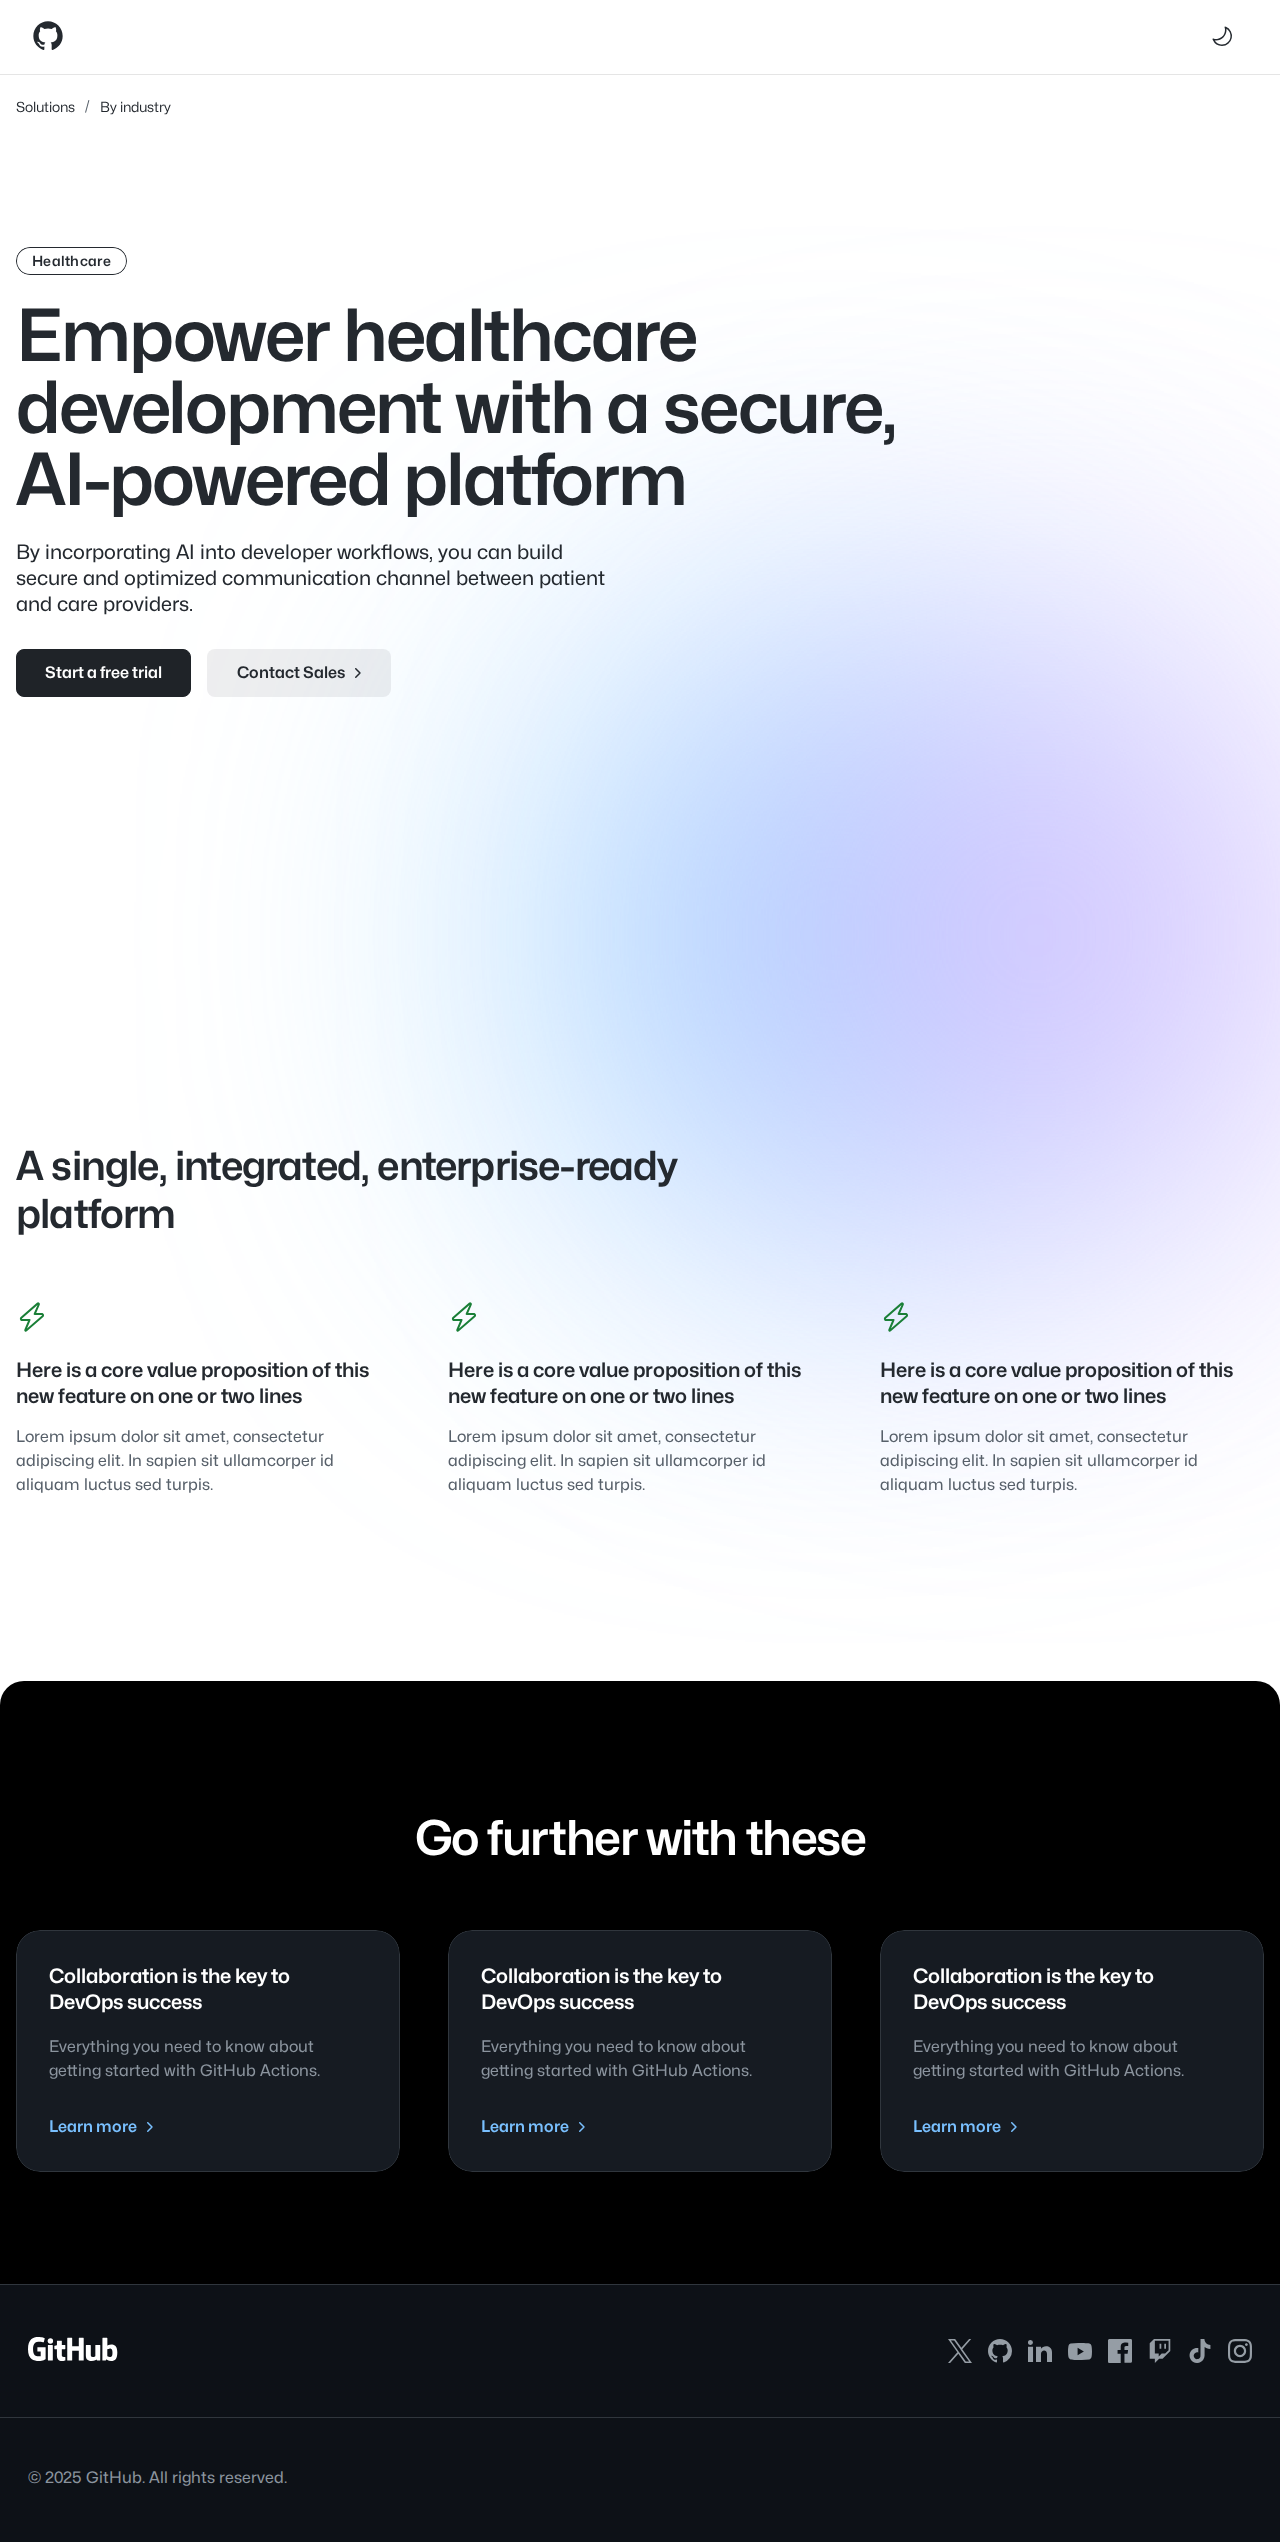 Solutions / By industry
Healthcare
Empower healthcare
development with a secure,
AI-powered platform
By incorporating AI into developer workflows, you can build
secure and optimized communication channel between patient
and care providers.
Start a free trial
Contact Sales
A single, integrated, enterprise-ready
platform
Here is a core value proposition of this
new feature on one or two lines
Lorem ipsum dolor sit amet, consectetur
adipiscing elit. In sapien sit ullamcorper id
aliquam luctus sed turpis.
Here is a core value proposition of this
new feature on one or two lines
Lorem ipsum dolor sit amet, consectetur
adipiscing elit. In sapien sit ullamcorper id
aliquam luctus sed turpis.
Here is a core value proposition of this
new feature on one or two lines
Lorem ipsum dolor sit amet, consectetur
adipiscing elit. In sapien sit ullamcorper id
aliquam luctus sed turpis.
Go further with these
Collaboration is the key to
DevOps success
Everything you need to know about
getting started with GitHub Actions.
Learn more
Collaboration is the key to
DevOps success
Everything you need to know about
getting started with GitHub Actions.
Learn more
Collaboration is the key to
DevOps success
Everything you need to know about
getting started with GitHub Actions.
Learn more
GitHub
© 2025 GitHub. All rights reserved.